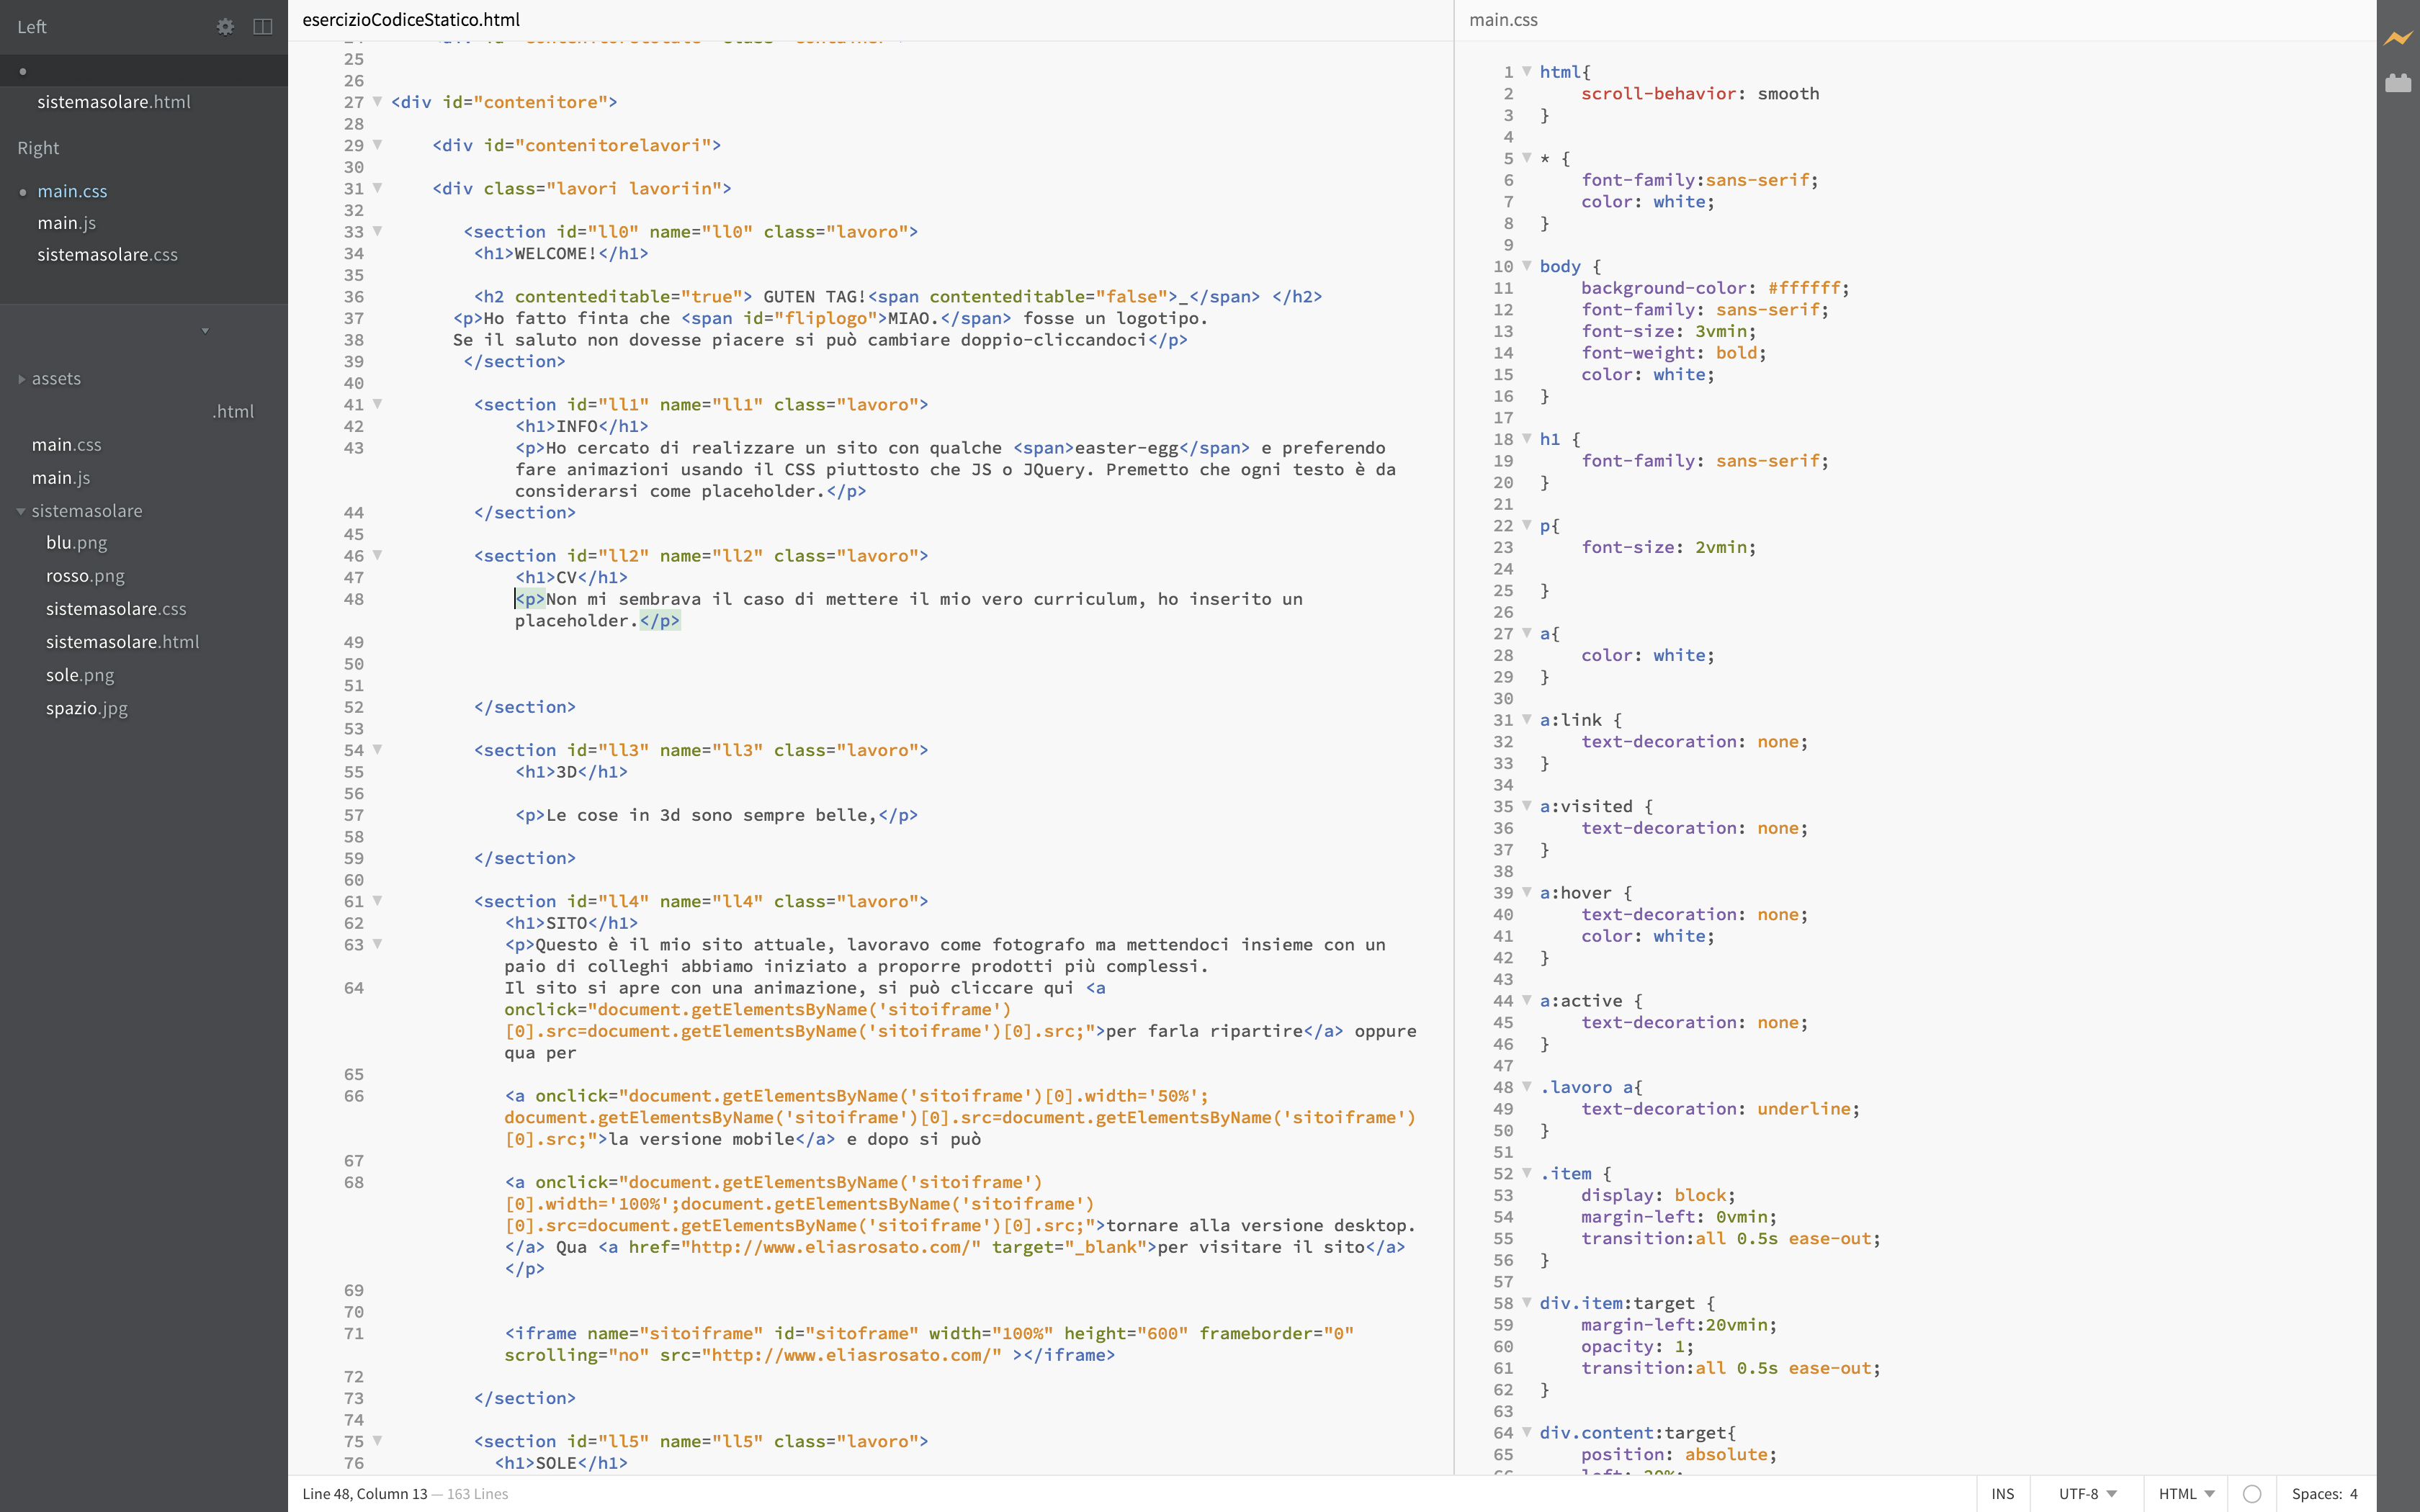 Left
sistemasolare.html
Right
main.css
main.js
sistemasolare.css
assets
.html
main.css
main.js
sistemasolare
blu.png
rosso.png
sistemasolare.css
sistemasolare.html
sole.png
spazio.jpg
esercizioCodiceStatico.html
25
26
27 <div id="contenitore">
28
29 <div id="contenitorelavori">
30
31 <div class="lavori lavoriin">
32
33 <section id="ll0" name="ll0" class="lavoro">
34 <h1>WELCOME!</h1>
35
36 <h2 contenteditable="true"> GUTEN TAG!<span contenteditable="false">_</span> </h2>
37 <p>Ho fatto finta che <span id="fliplogo">MIAO.</span> fosse un logotipo.
38 Se il saluto non dovesse piacere si può cambiare doppio-cliccandoci</p>
39 </section>
40
41 <section id="ll1" name="ll1" class="lavoro">
42 <h1>INFO</h1>
43 <p>Ho cercato di realizzare un sito con qualche <span>easter-egg</span> e preferendo
fare animazioni usando il CSS piuttosto che JS o JQuery. Premetto che ogni testo è da
considerarsi come placeholder.</p>
44 </section>
45
46 <section id="ll2" name="ll2" class="lavoro">
47 <h1>CV</h1>
48 <p>Non mi sembrava il caso di mettere il mio vero curriculum, ho inserito un
placeholder.</p>
49
50
51
52 </section>
53
54 <section id="ll3" name="ll3" class="lavoro">
55 <h1>3D</h1>
56
57 <p>Le cose in 3d sono sempre belle,</p>
58
59 </section>
60
61 <section id="ll4" name="ll4" class="lavoro">
62 <h1>SITO</h1>
63 <p>Questo è il mio sito attuale, lavoravo come fotografo ma mettendoci insieme con un
paio di colleghi abbiamo iniziato a proporre prodotti più complessi.
64 Il sito si apre con una animazione, si può cliccare qui <a
onclick="document.getElementsByName('sitoiframe')
[0].src=document.getElementsByName('sitoiframe')[0].src;">per farla ripartire</a> oppure
qua per
65
66 <a onclick="document.getElementsByName('sitoiframe')[0].width='50%';
document.getElementsByName('sitoiframe')[0].src=document.getElementsByName('sitoiframe')
[0].src;">la versione mobile</a> e dopo si può
67
68 <a onclick="document.getElementsByName('sitoiframe')
[0].width='100%';document.getElementsByName('sitoiframe')
[0].src=document.getElementsByName('sitoiframe')[0].src;">tornare alla versione desktop.
</a> Qua <a href="http://www.eliasrosato.com/" target="_blank">per visitare il sito</a>
</p>
69
70
71 <iframe name="sitoiframe" id="sitoframe" width="100%" height="600" frameborder="0"
scrolling="no" src="http://www.eliasrosato.com/" ></iframe>
72
73 </section>
74
75 <section id="ll5" name="ll5" class="lavoro">
76 <h1>SOLE</h1>
main.css
1 html{
2 scroll-behavior: smooth
3 }
4
5 * {
6 font-family:sans-serif;
7 color: white;
8 }
9
10 body {
11 background-color: #ffffff;
12 font-family: sans-serif;
13 font-size: 3vmin;
14 font-weight: bold;
15 color: white;
16 }
17
18 h1 {
19 font-family: sans-serif;
20 }
21
22 p{
23 font-size: 2vmin;
24
25 }
26
27 a{
28 color: white;
29 }
30
31 a:link {
32 text-decoration: none;
33 }
34
35 a:visited {
36 text-decoration: none;
37 }
38
39 a:hover {
40 text-decoration: none;
41 color: white;
42 }
43
44 a:active {
45 text-decoration: none;
46 }
47
48 .lavoro a{
49 text-decoration: underline;
50 }
51
52 .item {
53 display: block;
54 margin-left: 0vmin;
55 transition:all 0.5s ease-out;
56 }
57
58 div.item:target {
59 margin-left:20vmin;
60 opacity: 1;
61 transition:all 0.5s ease-out;
62 }
63
64 div.content:target{
65 position: absolute;
Line 48, Column 13 — 163 Lines
INS
UTF-8
HTML
Spaces: 4